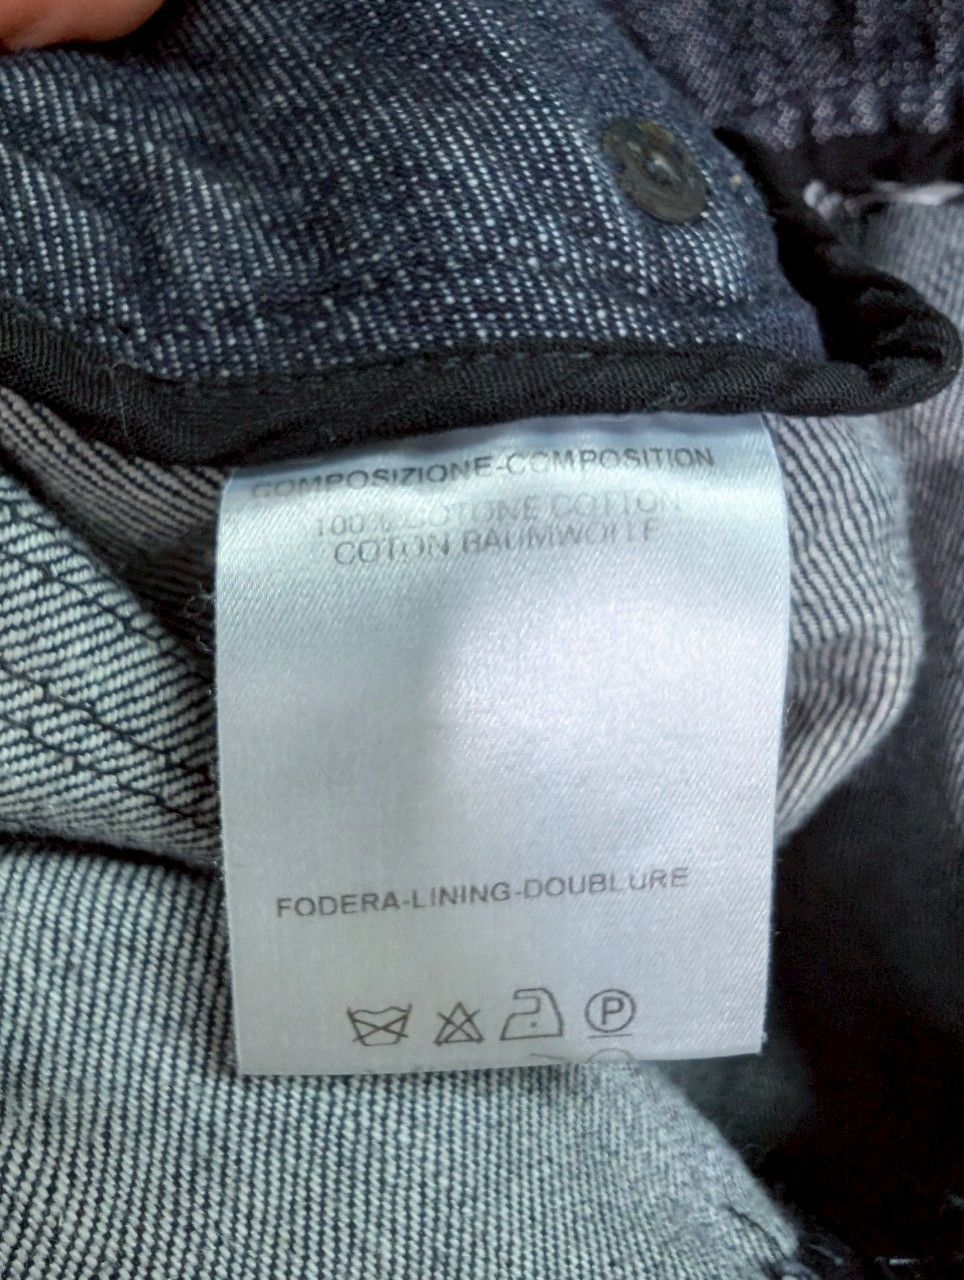 COMPOSIZIONE-COMPOSITION
100% COTONE COTTON
COTON BAUMWOLLE
FODERA-LINING-DOUBLURE
P